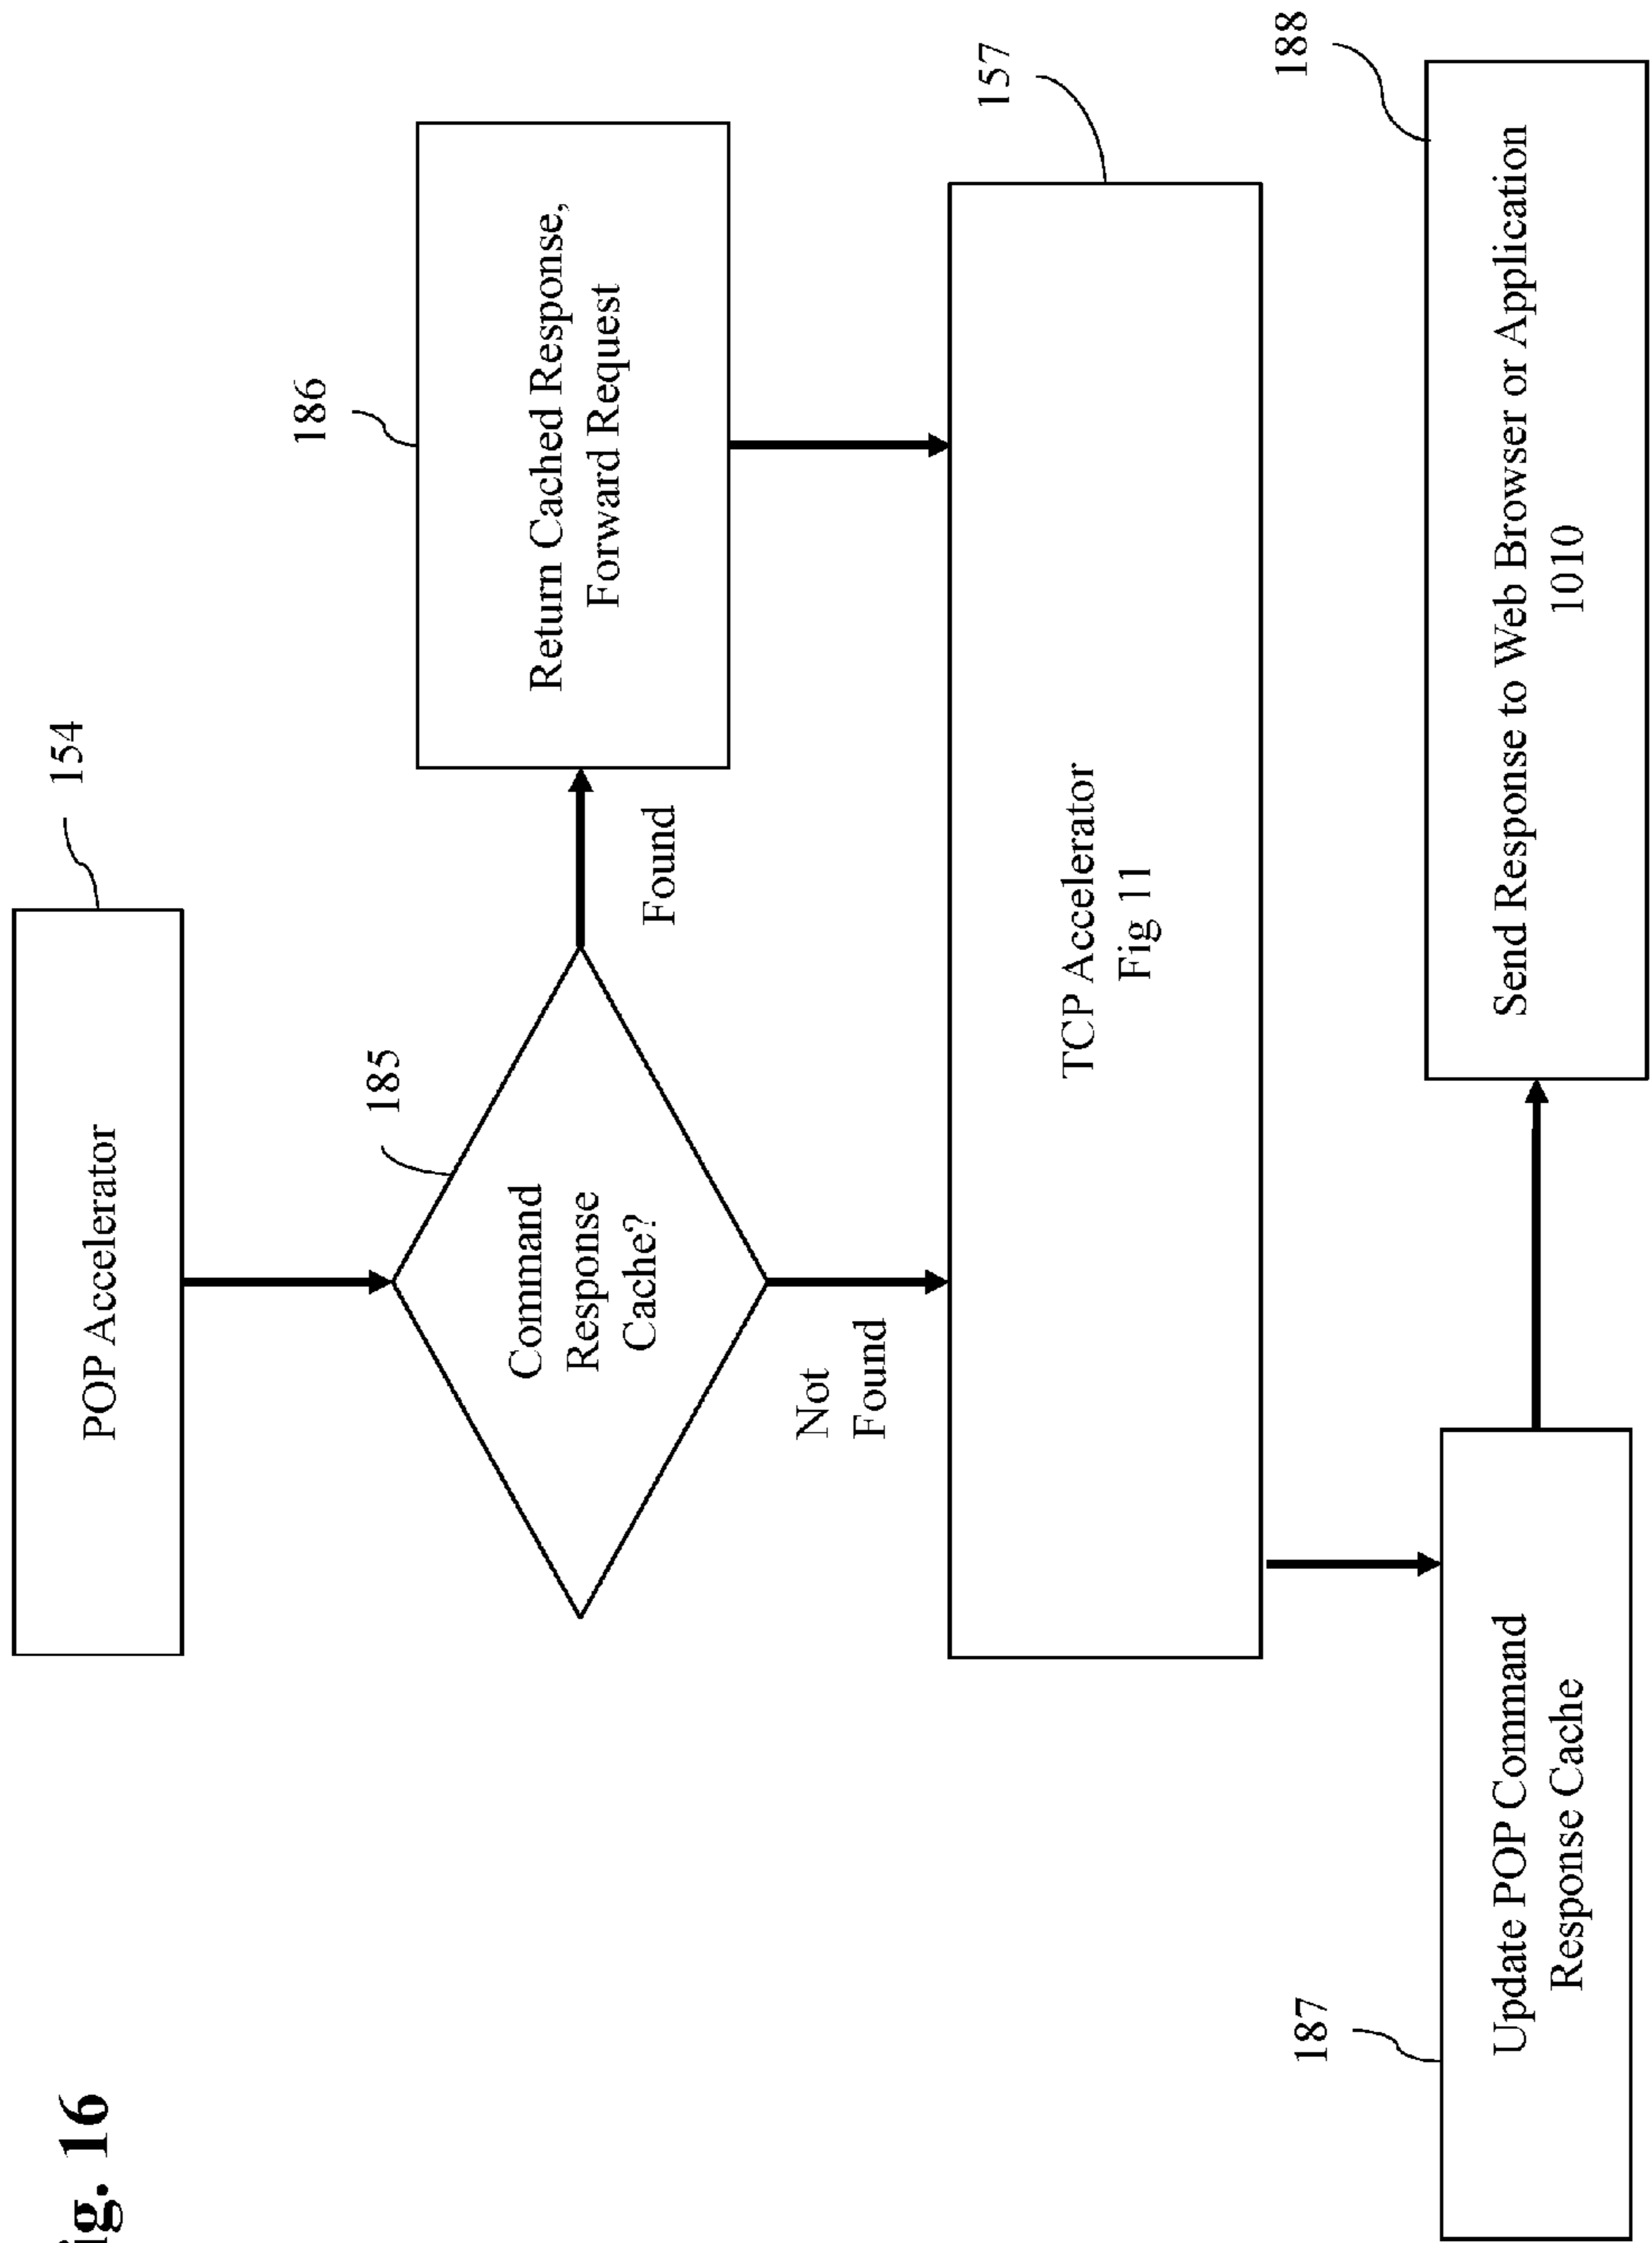 ig. 16
154
POP Accelerator
185
Command
Response
Cache?
Found
186
Return Cached Response,
Forward Request
Not
Found
157
TCP Accelerator
Fig 11
187
Update POP Command
Response Cache
188
Send Response to Web Browser or Application
1010